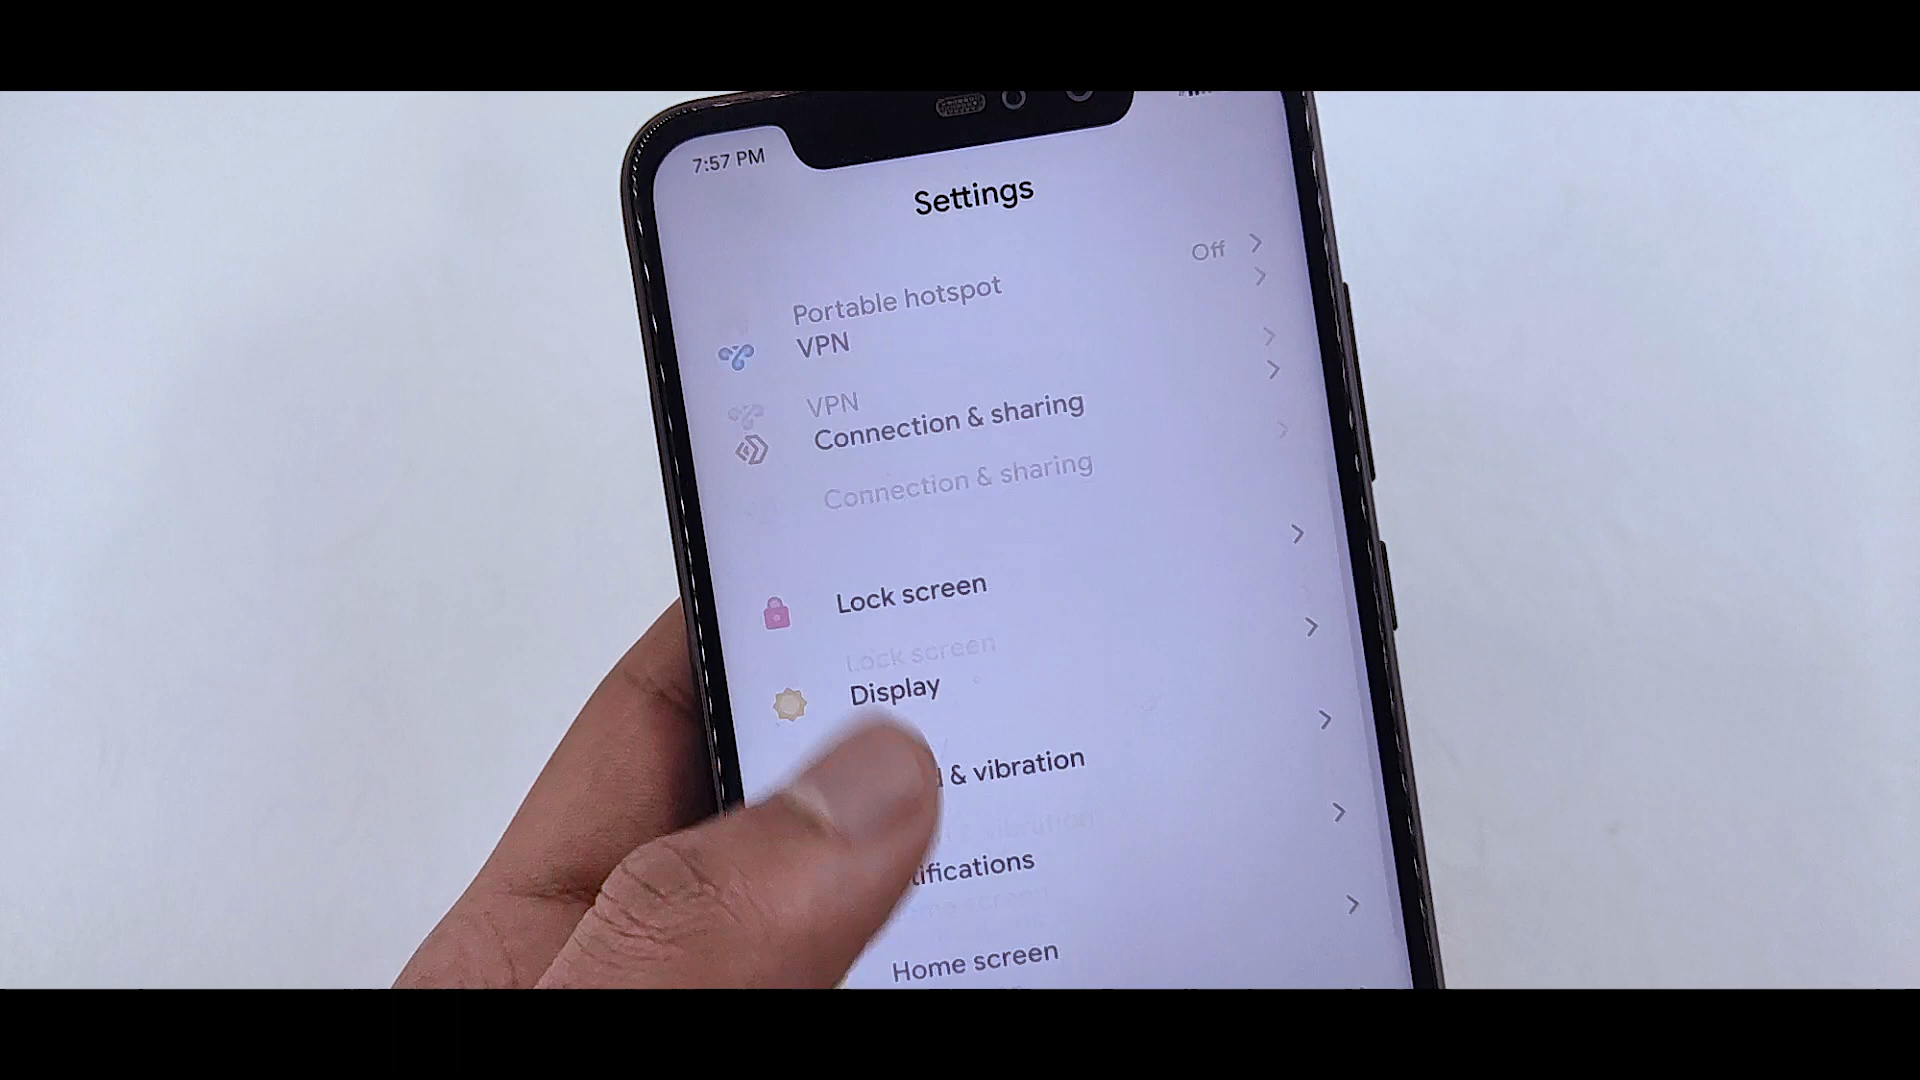 7:57 PM
Settings
Off
Portable hotspot
VPN
VPN
Connection & sharing
Connection & sharing
Lock screen
Lock screen
Display
& vibration
Home screen